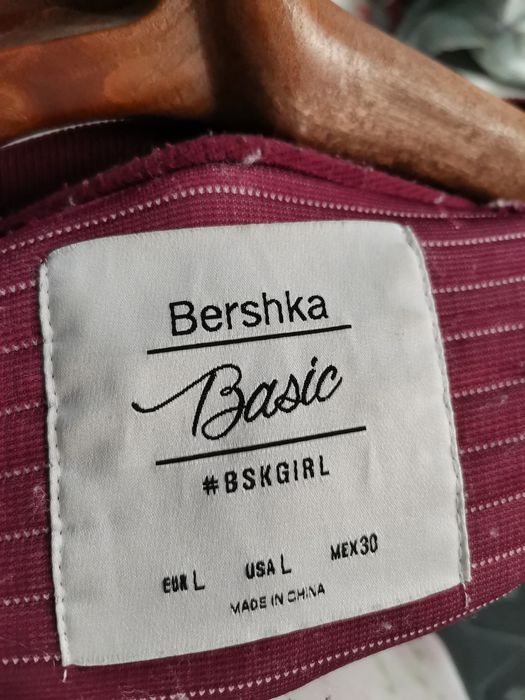 Bershka
Basic
#BSKGIRL
EUR L USA L MEX 30
MADE IN CHINA